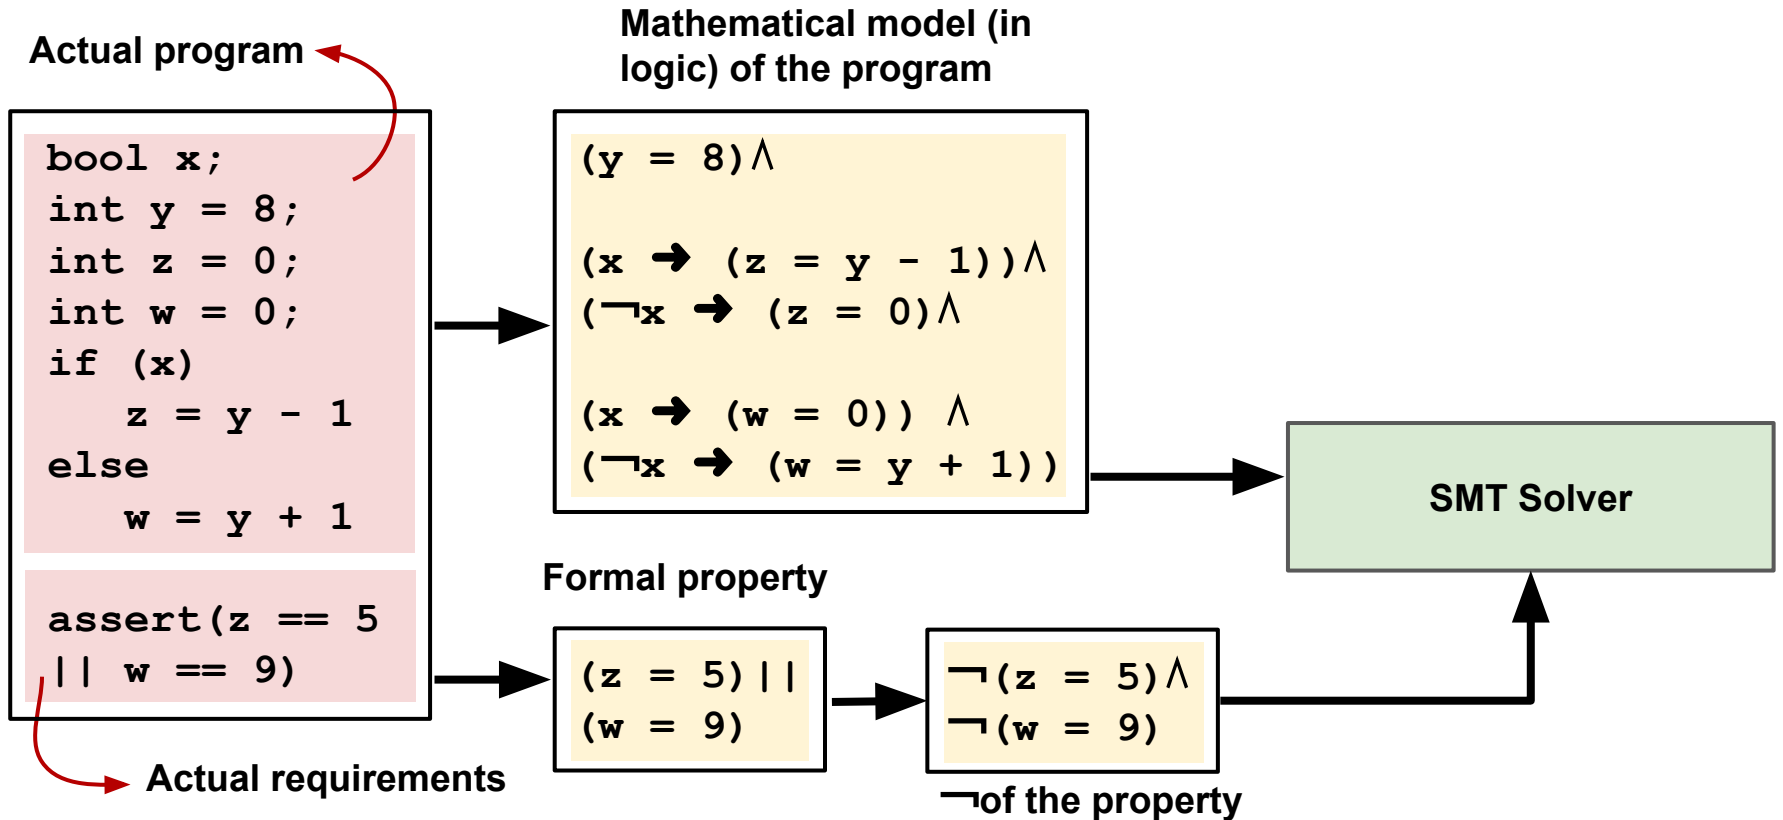 Actual program
Mathematical model (in
logic) of the program
bool x;
int y = 8;
int z = 0;
int w = 0;
if (x)
   z = y - 1
else
   w = y + 1
assert(z == 5
|| w == 9)
Actual requirements
(y = 8)∧
(x ➔ (z = y - 1))∧
(¬x ➔ (z = 0)∧
(x ➔ (w = 0)) ∧
(¬x ➔ (w = y + 1))
Formal property
(z = 5)||
(w = 9)
¬(z = 5)∧
¬(w = 9)
¬of the property
SMT Solver